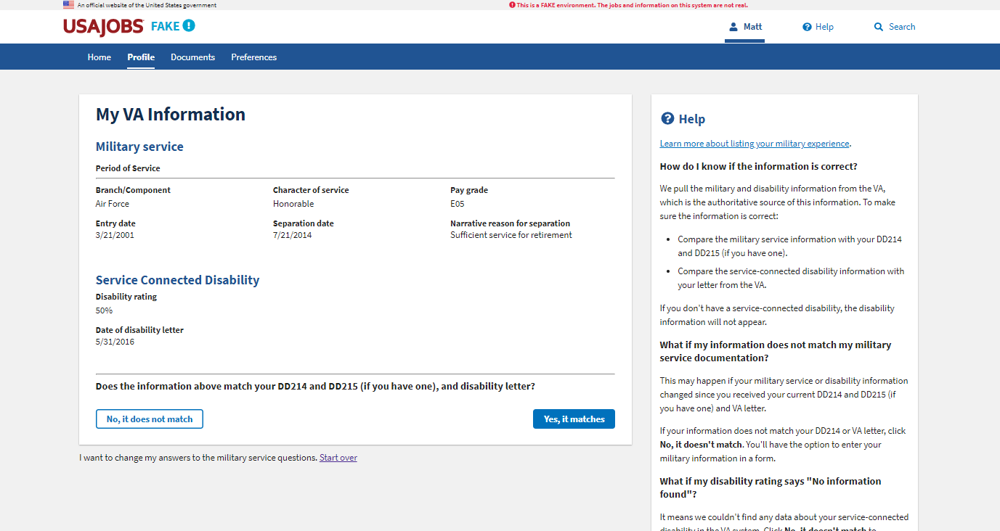 An official website of the United States government
This is a FAKE environment. The jobs and information on this system are not real.
USAJOBS FAKE
Matt
Help
Search
Home Profile Documents Preferences
My VA Information
Military service
Period of Service
Branch/Component Character of service Pay grade
Air Force Honorable E05
Entry date Separation date Narrative reason for separation
3/21/2001 7/21/2014 Sufficient service for retirement
Service Connected Disability
Disability rating
50%
Date of disability letter
5/31/2016
Does the information above match your DD214 and DD215 (if you have one), and disability letter?
No, it does not match
Yes, it matches
I want to change my answers to the military service questions. Start over
Help
Learn more about listing your military experience.
How do I know if the information is correct?
We pull the military and disability information from the VA,
which is the authoritative source of this information. To make
sure the information is correct:
• Compare the military service information with your DD214
and DD215 (if you have one).
• Compare the service-connected disability information with
your letter from the VA.
If you don't have a service-connected disability, the disability
information will not appear.
What if my information does not match my military
service documentation?
This may happen if your military service or disability information
changed since you received your current DD214 and DD215 (if
you have one) and VA letter.
If your information does not match your DD214 or VA letter, click
No, it doesn't match. You'll have the option to enter your
military information in a form.
What if my disability rating says "No information
found"?
It means we couldn't find any data about your service-connected
disability in the VA system. Click No, it doesn't match to